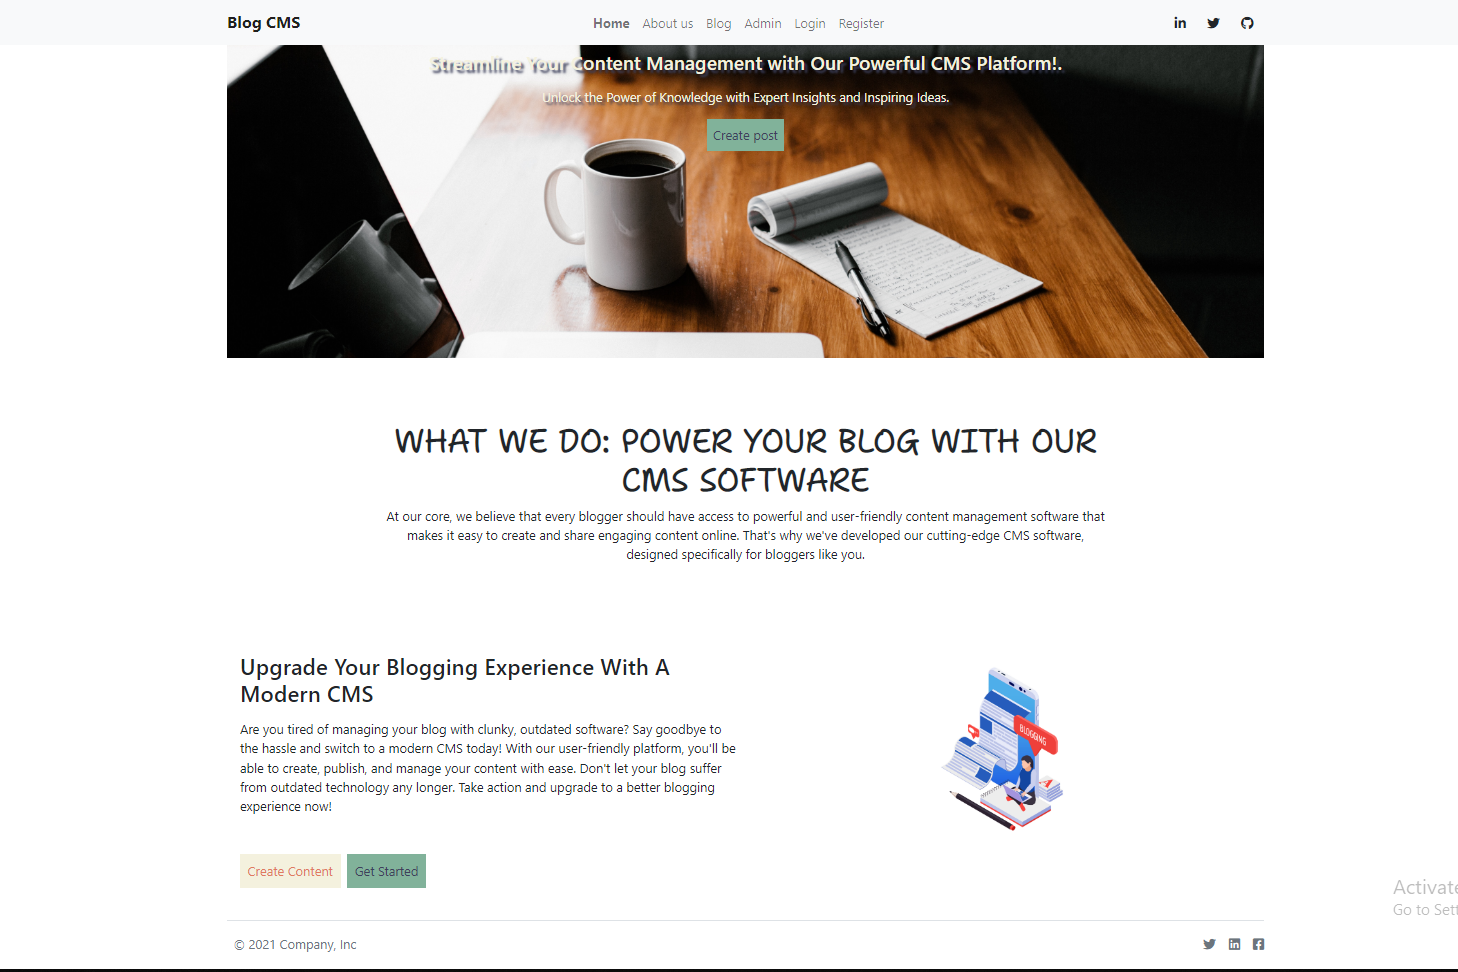 Blog CMS
Home About us Blog Admin Login Register
Streamline Your Content Management with Our Powerful CMS Platform!.
Unlock the Power of Knowledge with Expert Insights and Inspiring Ideas.
Create post
WHAT WE DO: POWER YOUR BLOG WITH OUR
CMS SOFTWARE
At our core, we believe that every blogger should have access to powerful and user-friendly content management software that
makes it easy to create and share engaging content online. That's why we've developed our cutting-edge CMS software,
designed specifically for bloggers like you.
Upgrade Your Blogging Experience With A
Modern CMS
Are you tired of managing your blog with clunky, outdated software? Say goodbye to
the hassle and switch to a modern CMS today! With our user-friendly platform, you'll be
able to create, publish, and manage your content with ease. Don't let your blog suffer
from outdated technology any longer. Take action and upgrade to a better blogging
experience now!
BLOGGING
Create Content Get Started
Activate
Go to Sett
© 2021 Company, Inc